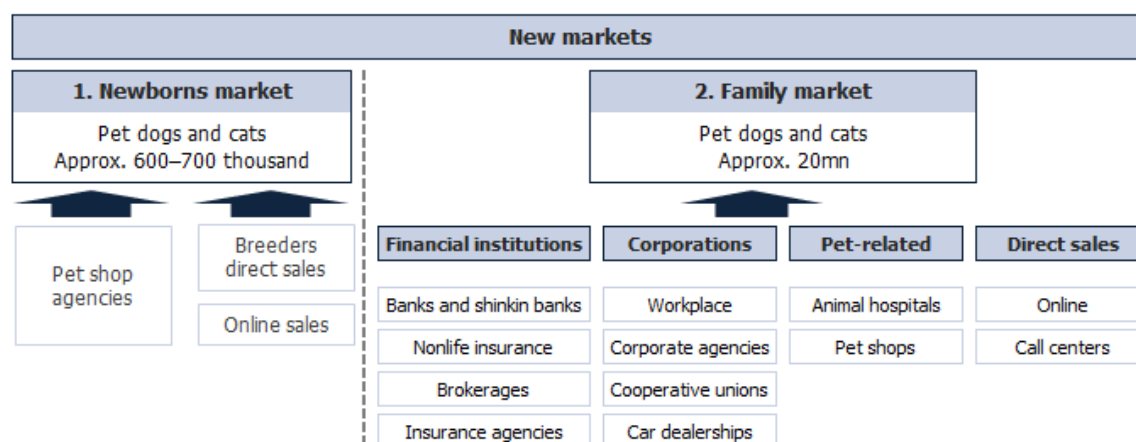 New markets
1. Newborns market
Pet dogs and cats
Approx. 600–700 thousand
Pet shop
agencies
Breeders
direct sales
Online sales
2. Family market
Pet dogs and cats
Approx. 20mn
Financial institutions
Banks and shinkin banks
Nonlife insurance
Brokerages
Insurance agencies
Corporations
Workplace
Corporate agencies
Cooperative unions
Car dealerships
Pet-related
Animal hospitals
Pet shops
Direct sales
Online
Call centers